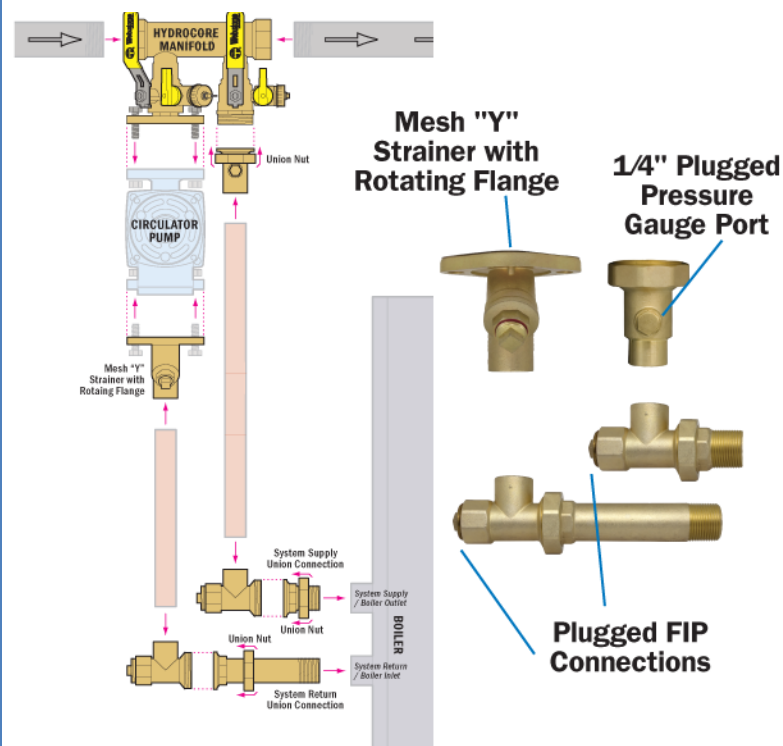 HYDROCORE
MANIFOLD
Union Nut
CIRCULATOR
PUMP
Mesh "Y"
Strainer with
Rotaing Flange
System Supply
Union Connection
Union Nut
System Supply
/ Boiler Outlet
BOILER
Union Nut
System Return
/ Boiler Inlet
System Return
Union Connection
Mesh "Y"
Strainer with
Rotating Flange
1/4" Plugged
Pressure
Gauge Port
Plugged FIP
Connections